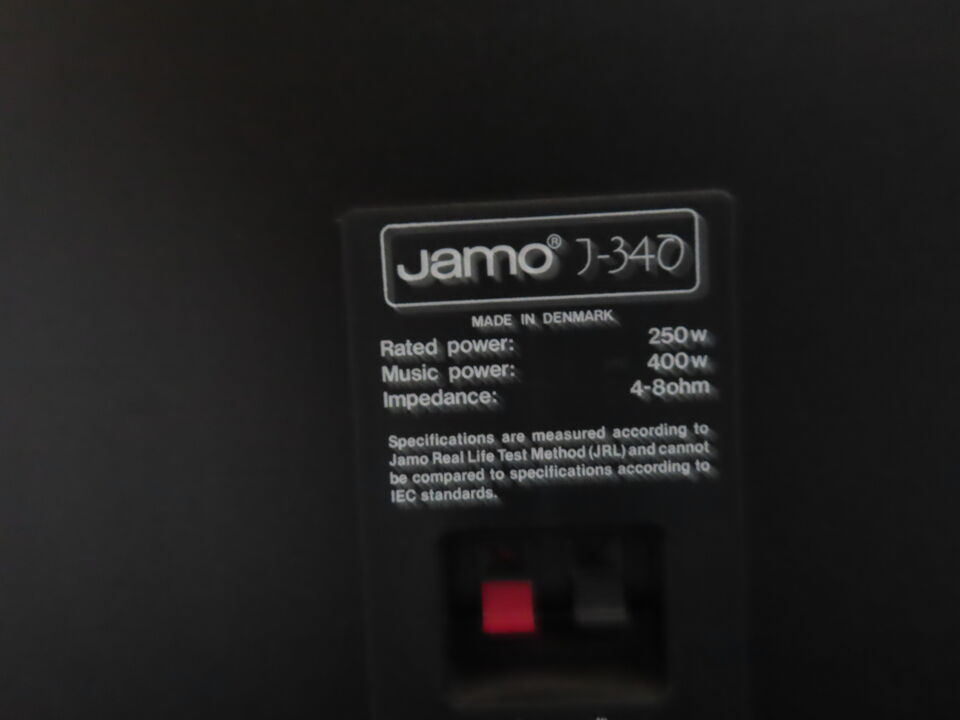 Jamo® J-340
MADE IN DENMARK
Rated power: 250w
Music power: 400w
Impedance: 4-8ohm
Specifications are measured according to
Jamo Real Life Test Method (JRL) and cannot
be compared to specifications according to
IEC standards.